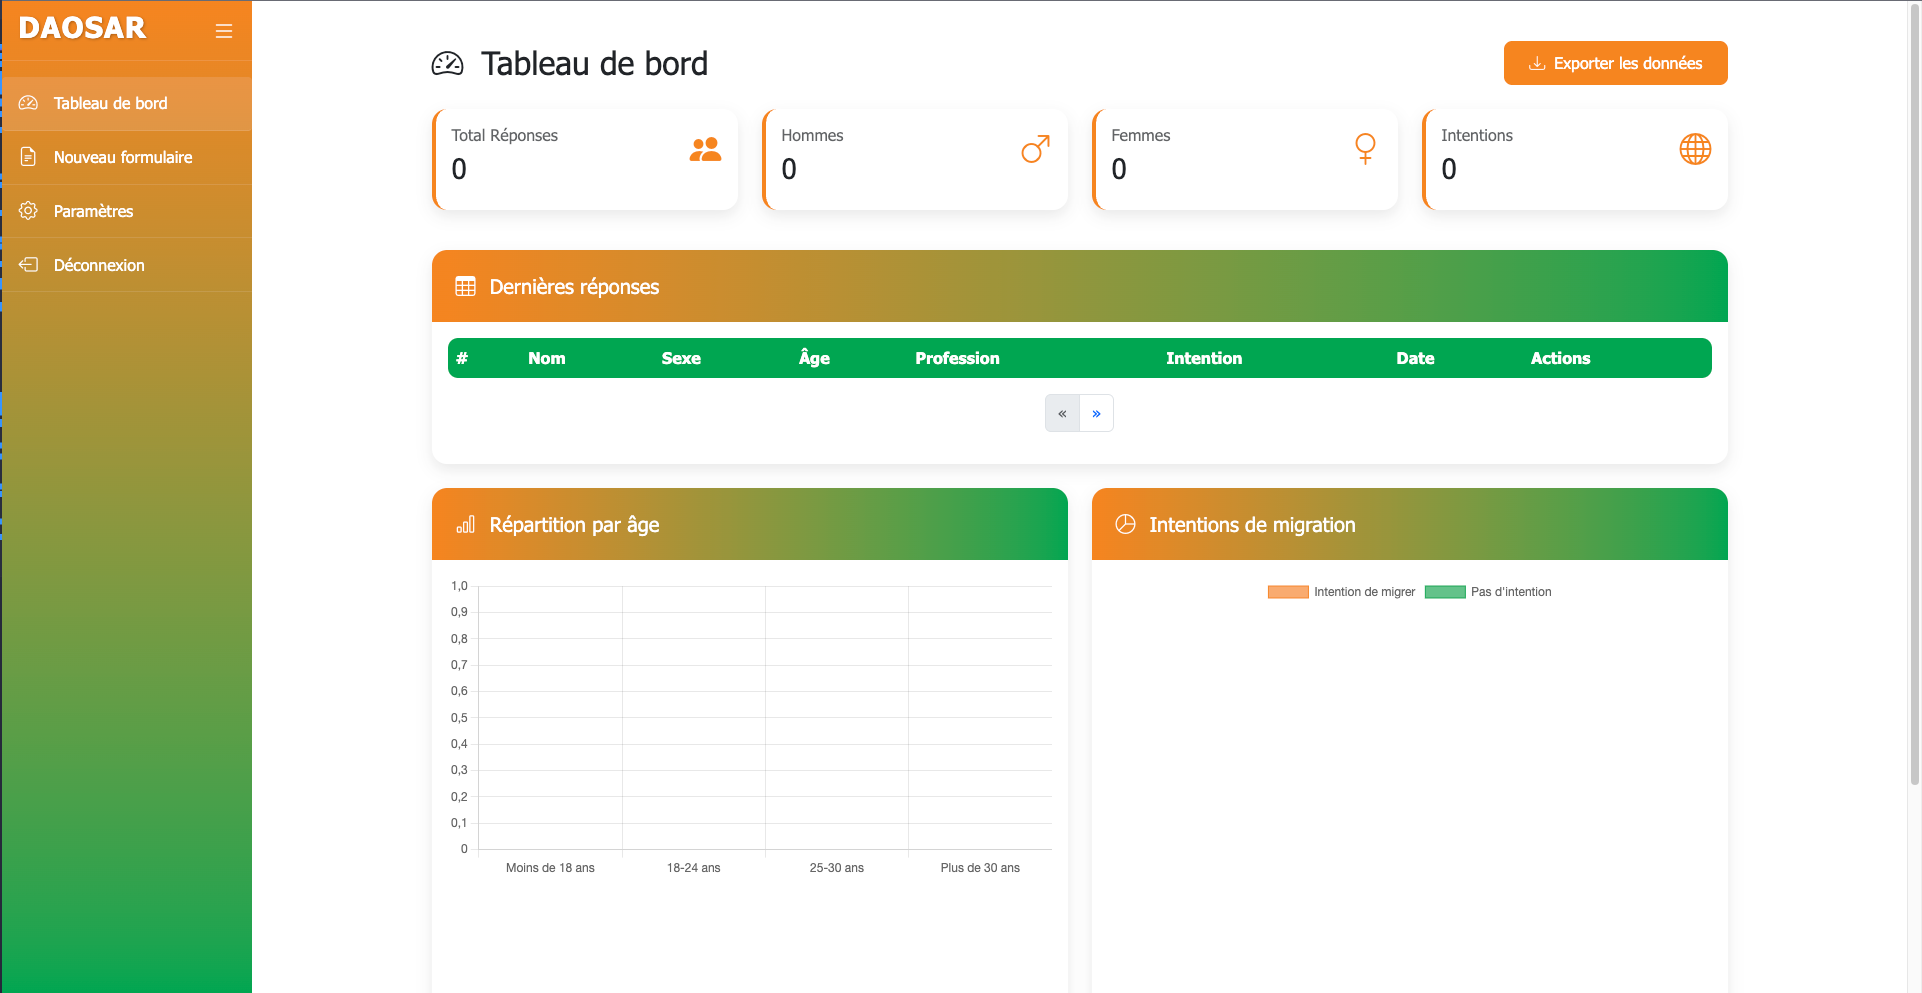 DAOSAR
Tableau de bord
Nouveau formulaire
Paramètres
Déconnexion
Tableau de bord
Exporter les données
Total Réponses
0
Hommes
0
Femmes
0
Intentions
0
Dernières réponses
# Nom Sexe Âge Profession Intention Date Actions
« »
Répartition par âge
1,0
0,9
0,8
0,7
0,6
0,5
0,4
0,3
0,2
0,1
0
Moins de 18 ans 18-24 ans 25-30 ans Plus de 30 ans
Intentions de migration
Intention de migrer Pas d'intention